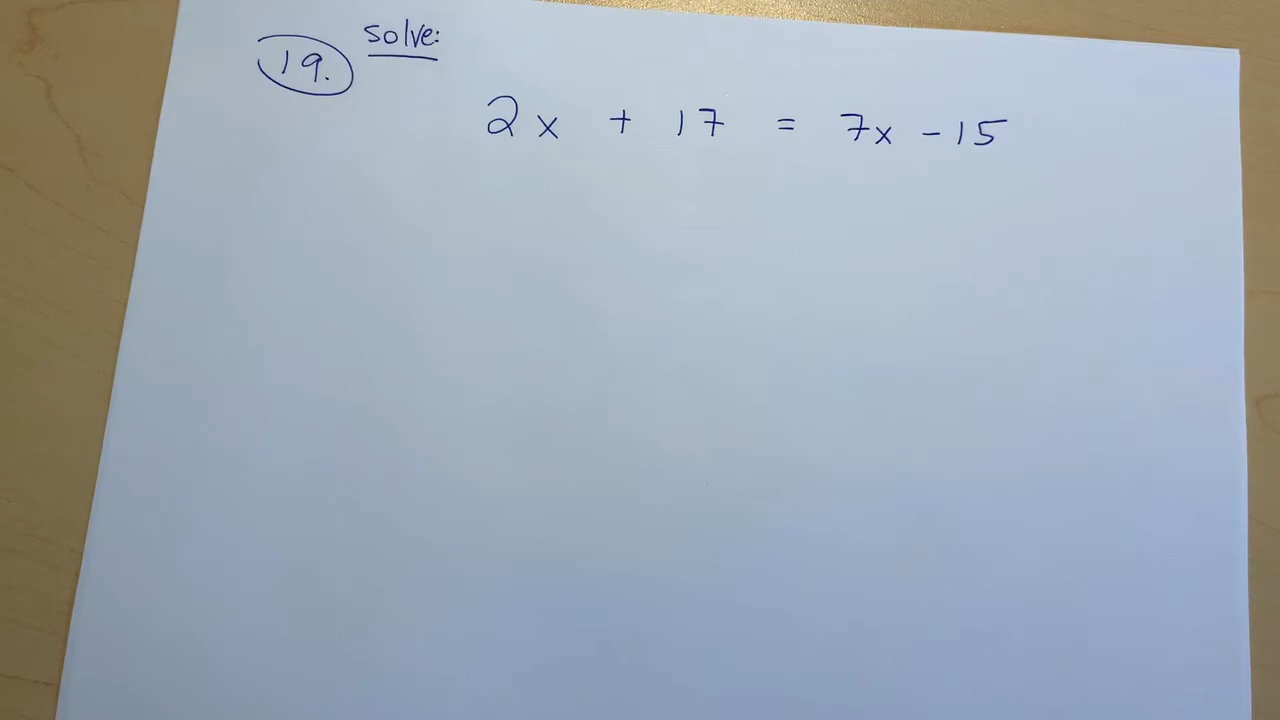 19. solve:
2x + 17 = 7x - 15